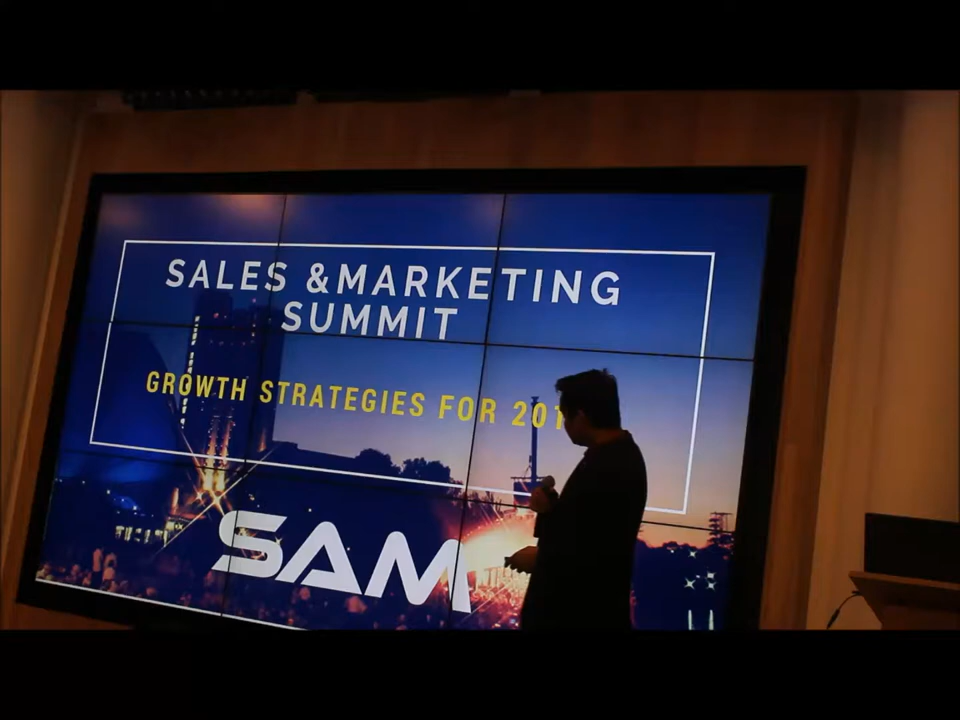 SALES &MARKETING
SUMMIT
GROWTH STRATEGIES FOR
SAM